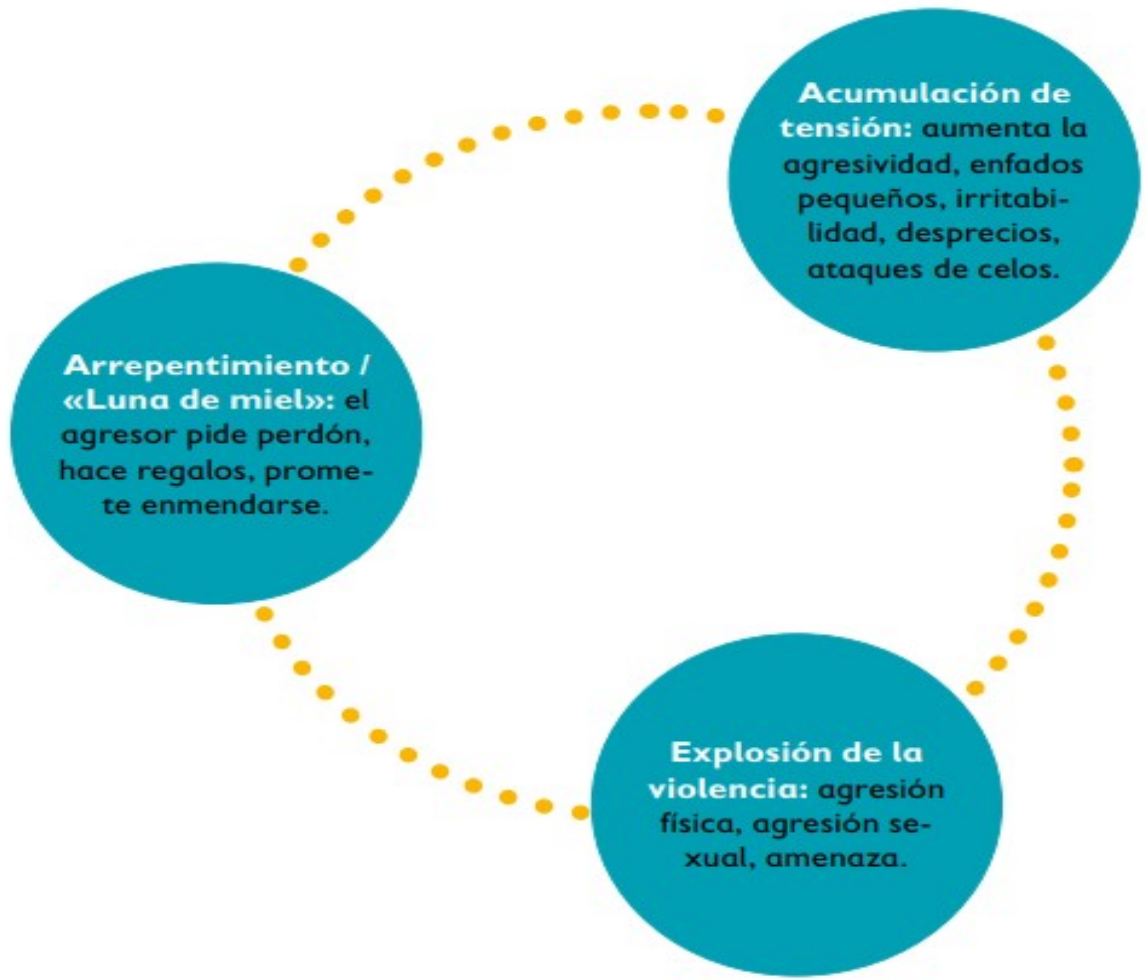 Acumulación de
tensión: aumenta la
agresividad, enfados
pequeños, irritabi-
lidad, desprecios,
ataques de celos.
Arrepentimiento /
«Luna de miel»: el
agresor pide perdón,
hace regalos, prome-
te enmendarse.
Explosión de la
violencia: agresión
física, agresión se-
xual, amenaza.